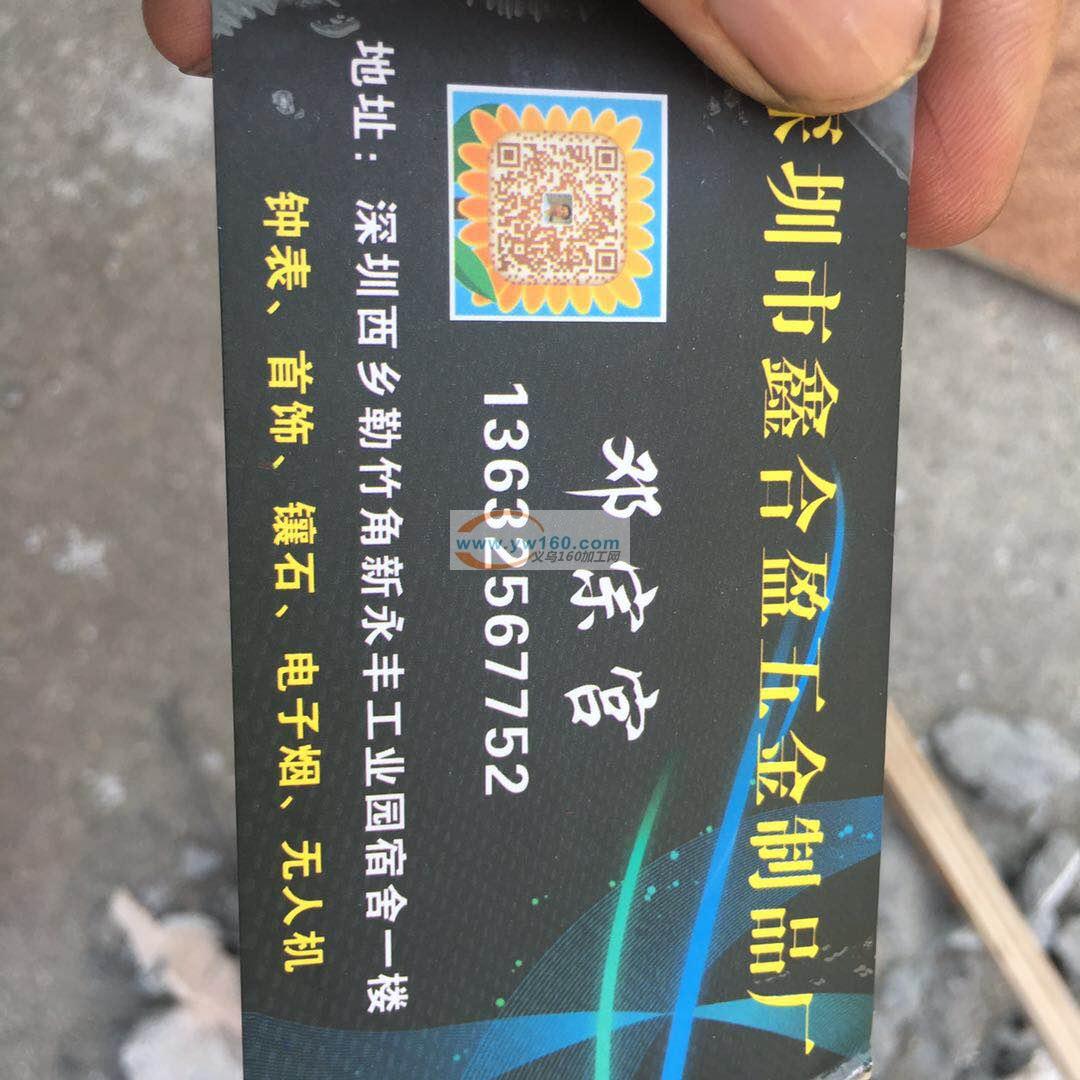 深圳市鑫合盈五金制品厂
邓宗官
13632567752
地址：深圳西乡勒竹角新永丰工业园宿舍一楼
钟表、首饰、镶石、电子烟、无人机
www.yw160.com
义乌160加工网